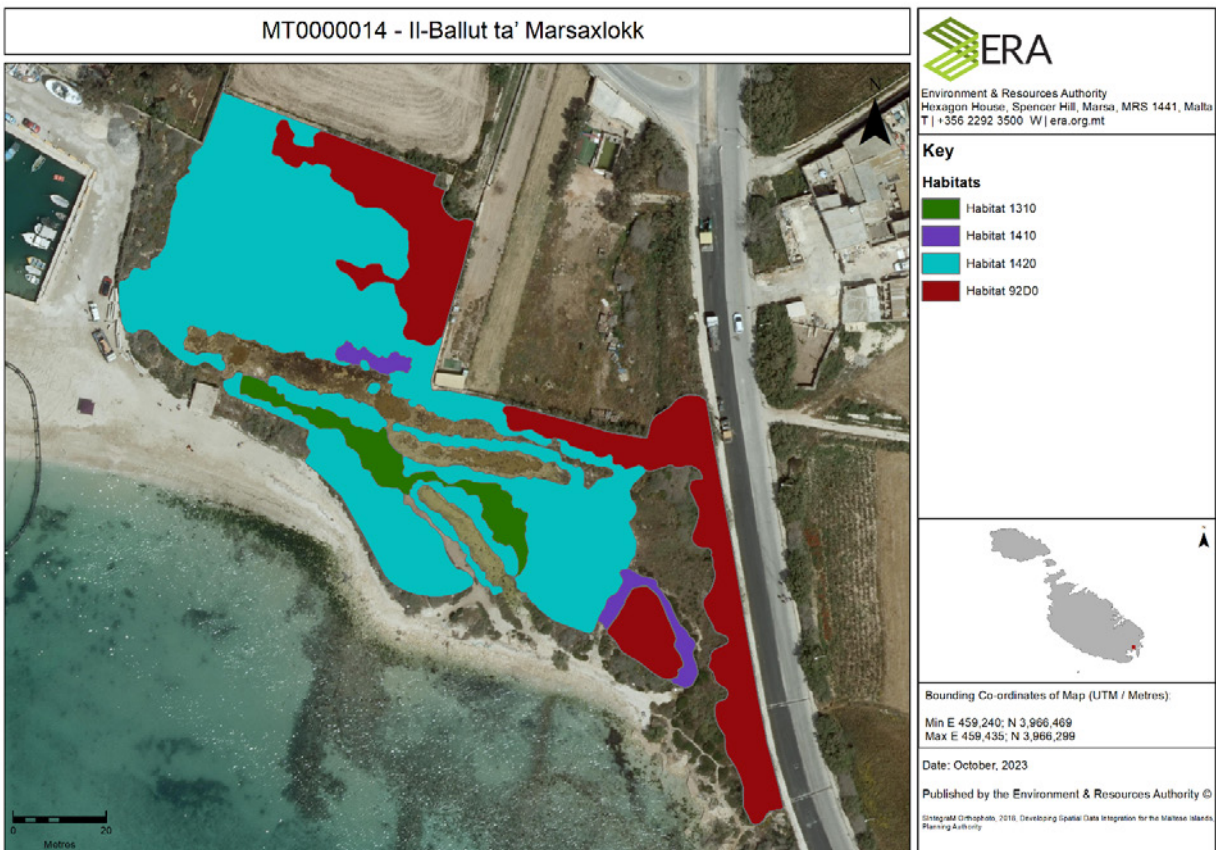 MT0000014 - Il-Ballut ta' Marsaxlokk
ERA
Environment & Resources Authority
Hexagon House, Spencer Hill, Marsa, MRS 1441, Malta
T | +356 2292 3500 W | era.org.mt
Key
Habitats
Habitat 1310
Habitat 1410
Habitat 1420
Habitat 92D0
N
0 20
Metres
Bounding Co-ordinates of Map (UTM / Metres):
Min E 459,240; N 3,966,469
Max E 459,435; N 3,966,299
Date: October, 2023
Published by the Environment & Resources Authority ©
SIntegraM Orthophoto, 2018, Developing Spatial Data Integration for the Maltese Islands,
Planning Authority